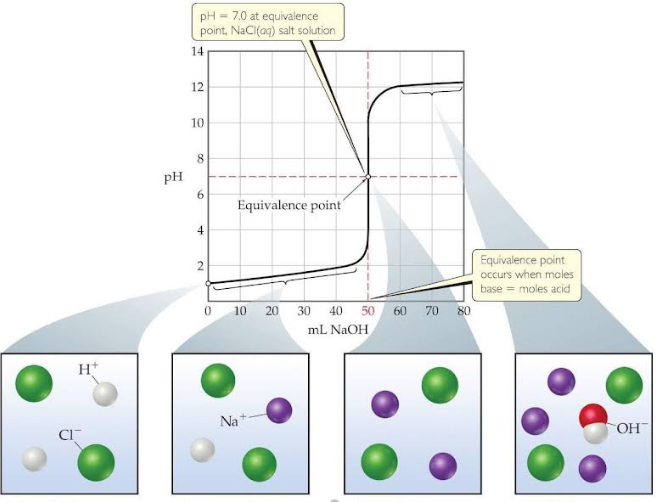 pH = 7.0 at equivalence
point, NaCl(aq) salt solution
14
12
10
8
pH
6
Equivalence point
4
2
Equivalence point
occurs when moles
base = moles acid
0 10 20 30 40 50 60 70 80
mL NaOH
H+
Cl−
Na+
OH−